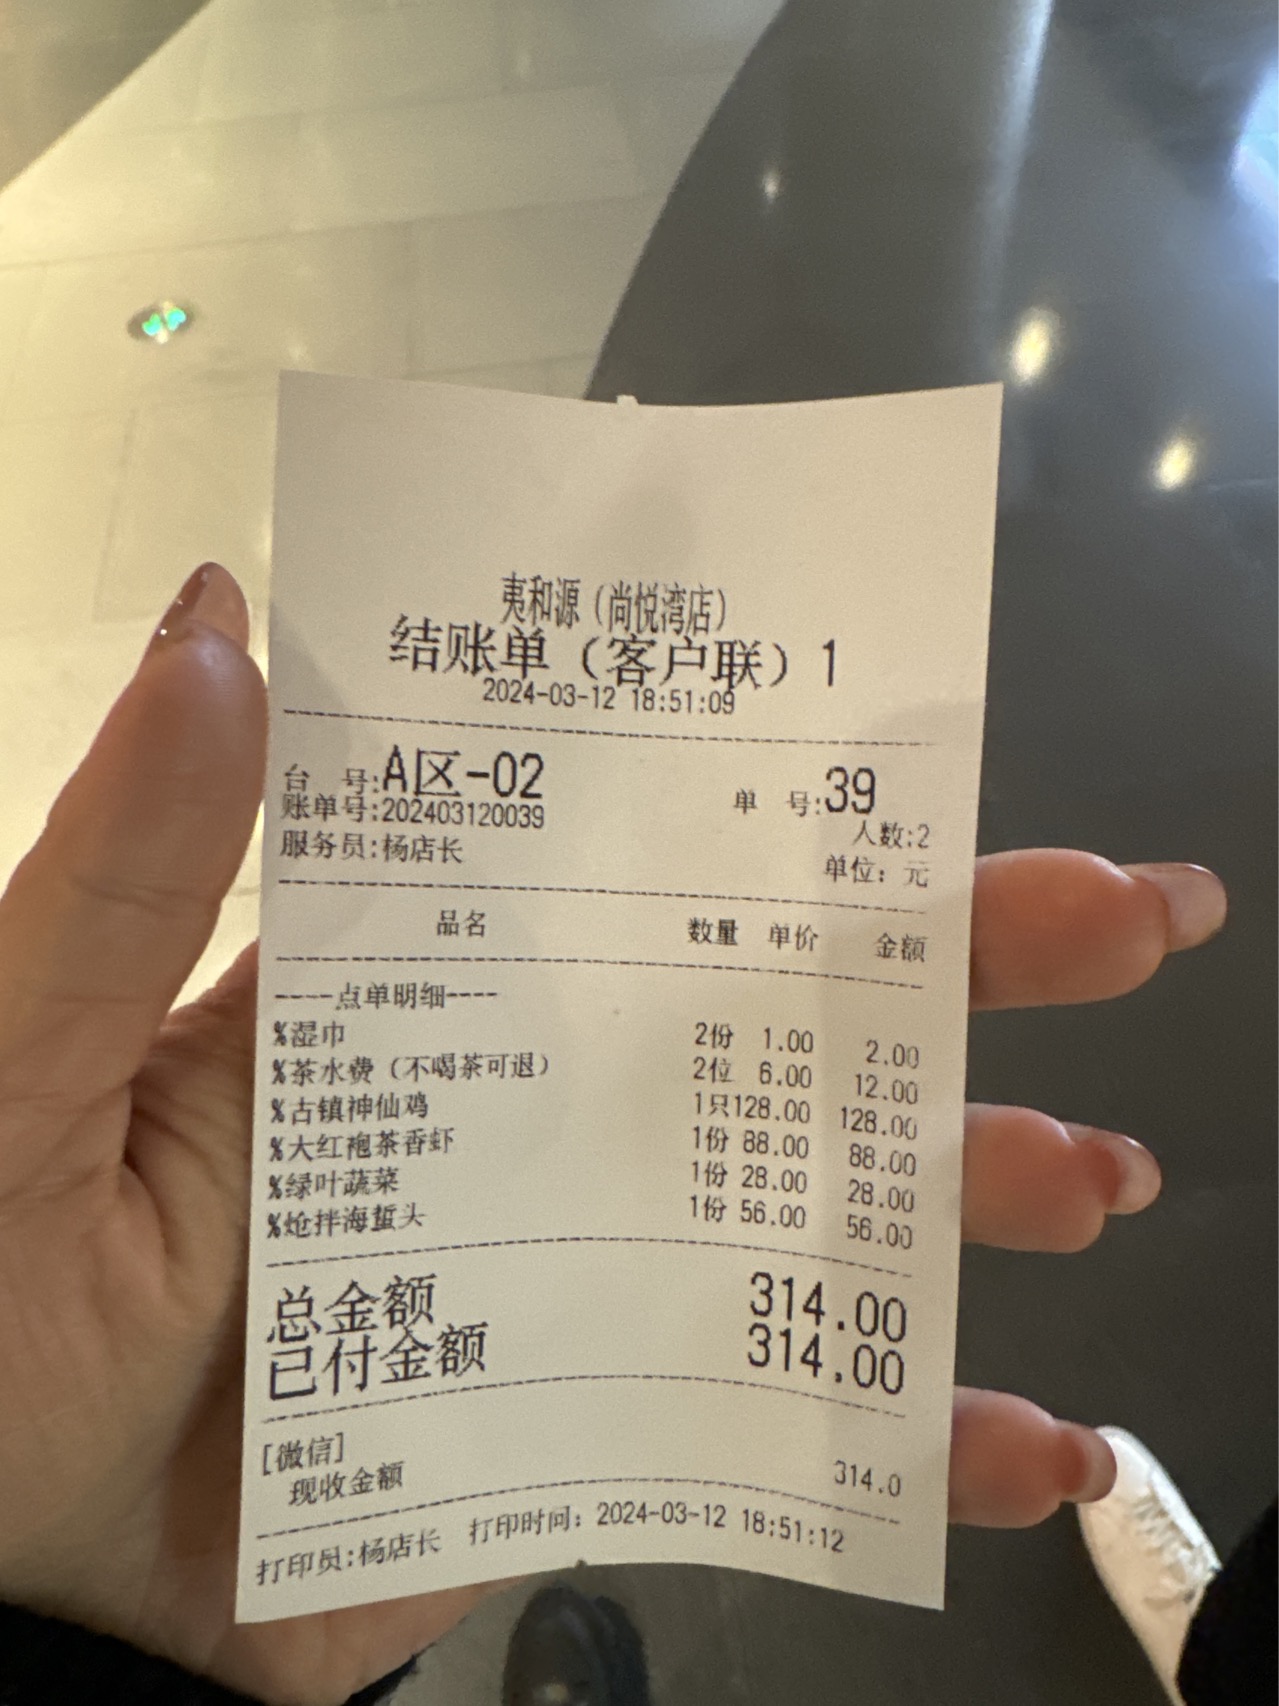 夷和源（尚悦湾店）
结账单（客户联）1
2024-03-12 18:51:09
台 号:A区-02 单 号:39
账单号:202403120039 人数:2
服务员:杨店长 单位：元
品名 数量 单价 金额
----点单明细----
%湿巾 2份 1.00 2.00
%茶水费（不喝茶可退） 2位 6.00 12.00
%古镇神仙鸡 1只128.00 128.00
%大红袍茶香虾 1份 88.00 88.00
%绿叶蔬菜 1份 28.00 28.00
%炝拌海蜇头 1份 56.00 56.00
总金额 314.00
已付金额 314.00
[微信]
现收金额 314.0
打印员:杨店长 打印时间：2024-03-12 18:51:12